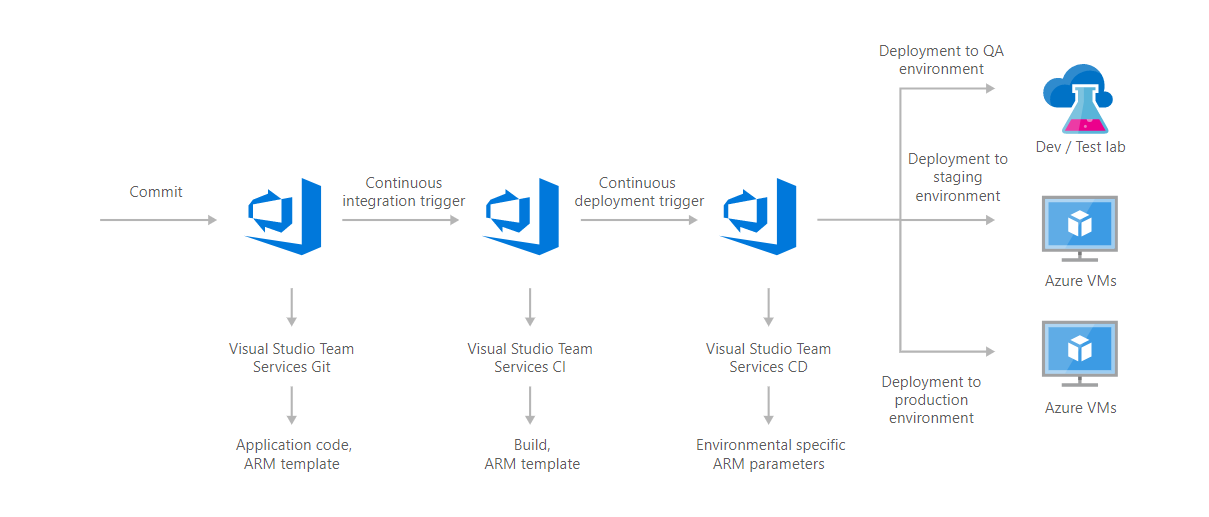 Deployment to QA
environment
Dev / Test lab
Commit
Continuous
integration trigger
Continuous
deployment trigger
Deployment to
staging
environment
Azure VMs
Visual Studio Team
Services Git
Visual Studio Team
Services CI
Visual Studio Team
Services CD
Deployment to
production
environment
Azure VMs
Application code,
ARM template
Build,
ARM template
Environmental specific
ARM parameters